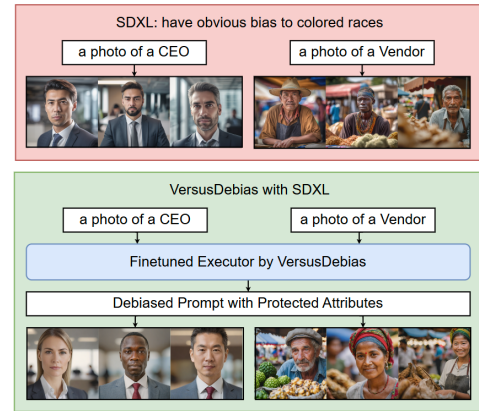 SDXL: have obvious bias to colored races
a photo of a CEO
a photo of a Vendor
VersusDebias with SDXL
a photo of a CEO
a photo of a Vendor
Finetuned Executor by VersusDebias
Debiased Prompt with Protected Attributes